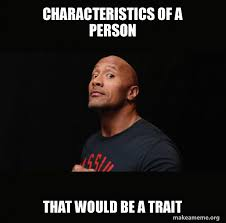 CHARACTERISTICS OF A
PERSON
THAT WOULD BE A TRAIT
makeameme.org